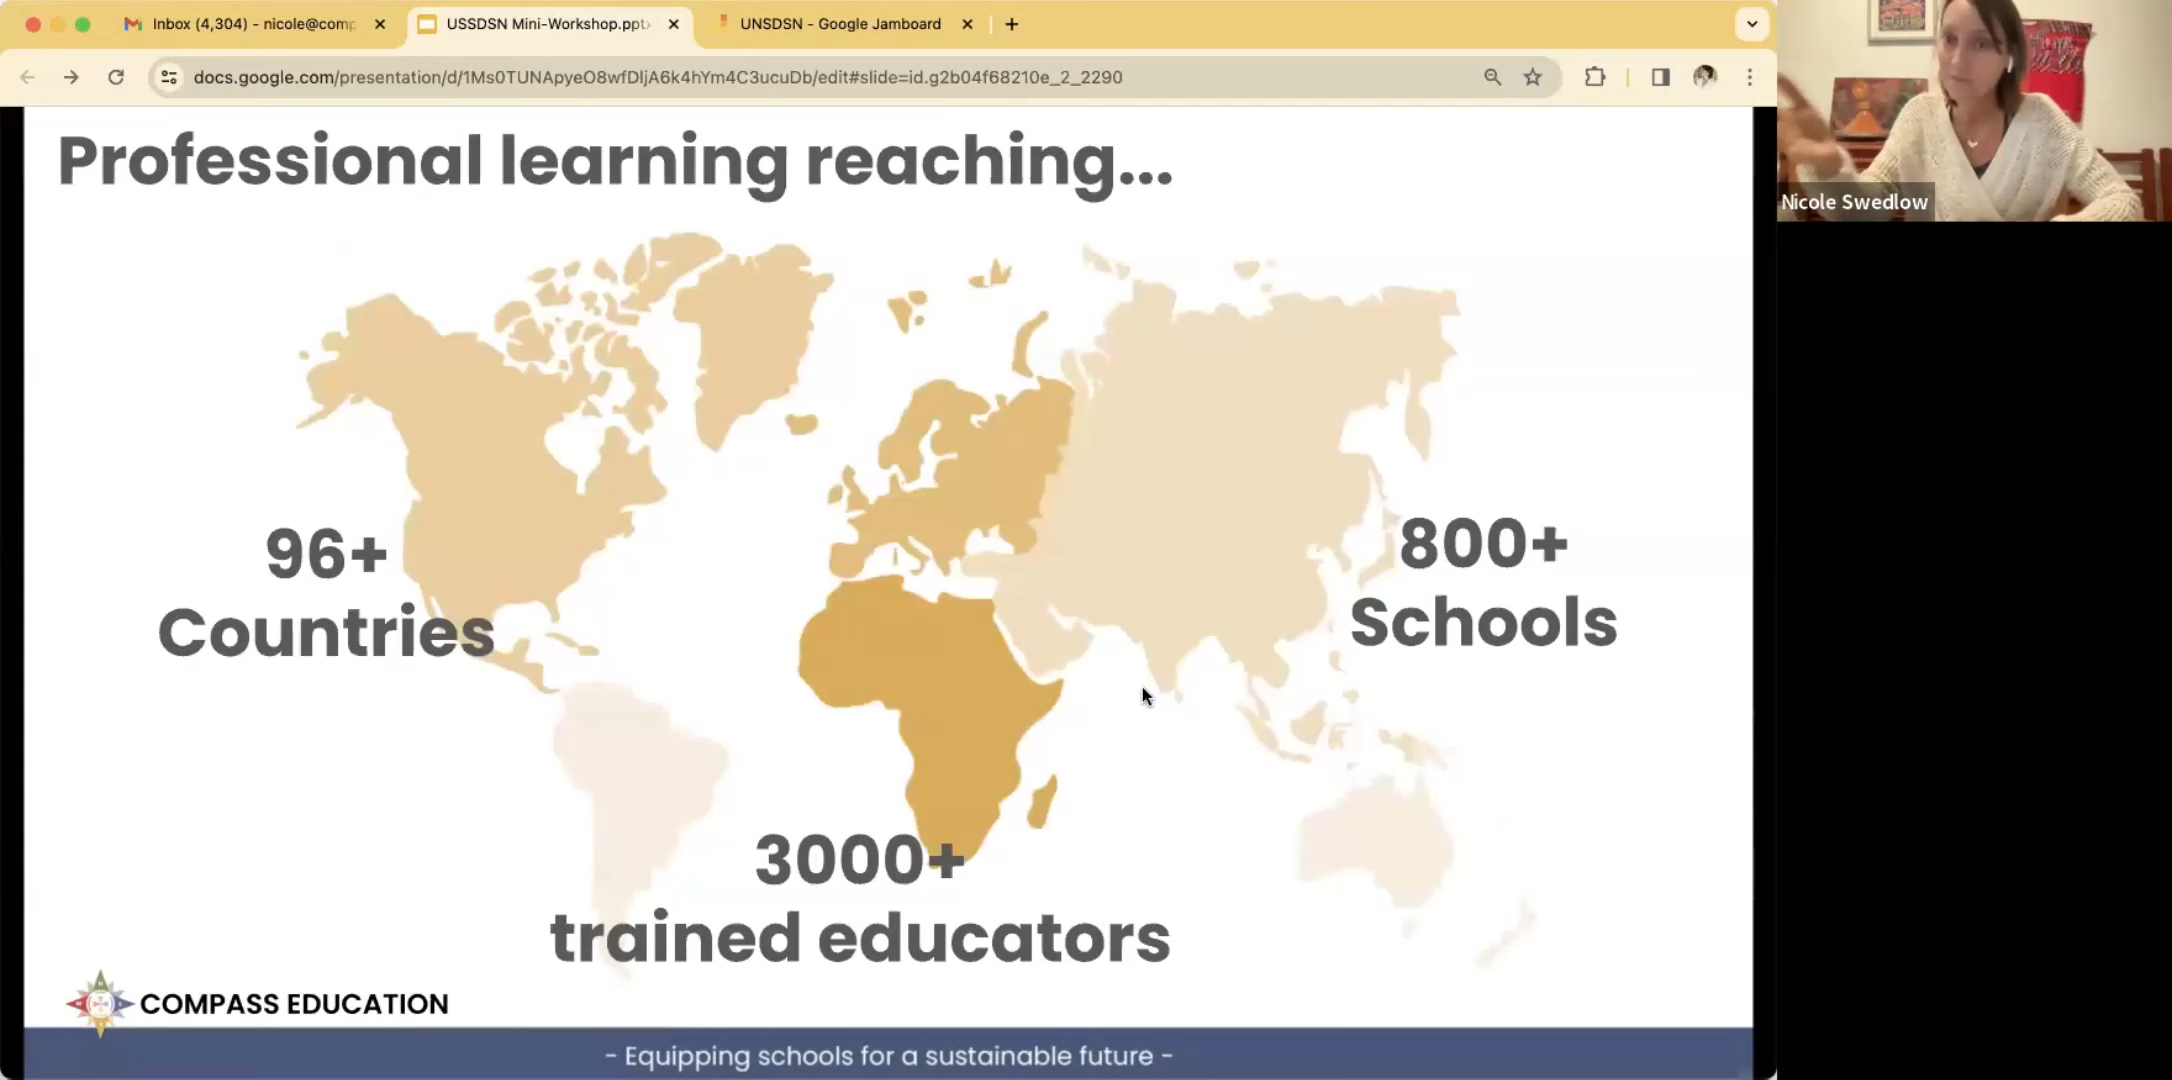 Inbox (4,304) - nicole@comp
USSDSN Mini-Workshop.ppt
UNSDSN - Google Jamboard
docs.google.com/presentation/d/1Ms0TUNApyeO8wfDljA6k4hYm4C3ucuDb/edit#slide=id.g2b04f68210e_2_2290
Nicole Swedlow
Professional learning reaching...
96+
Countries
800+
Schools
3000+
trained educators
COMPASS EDUCATION
- Equipping schools for a sustainable future -